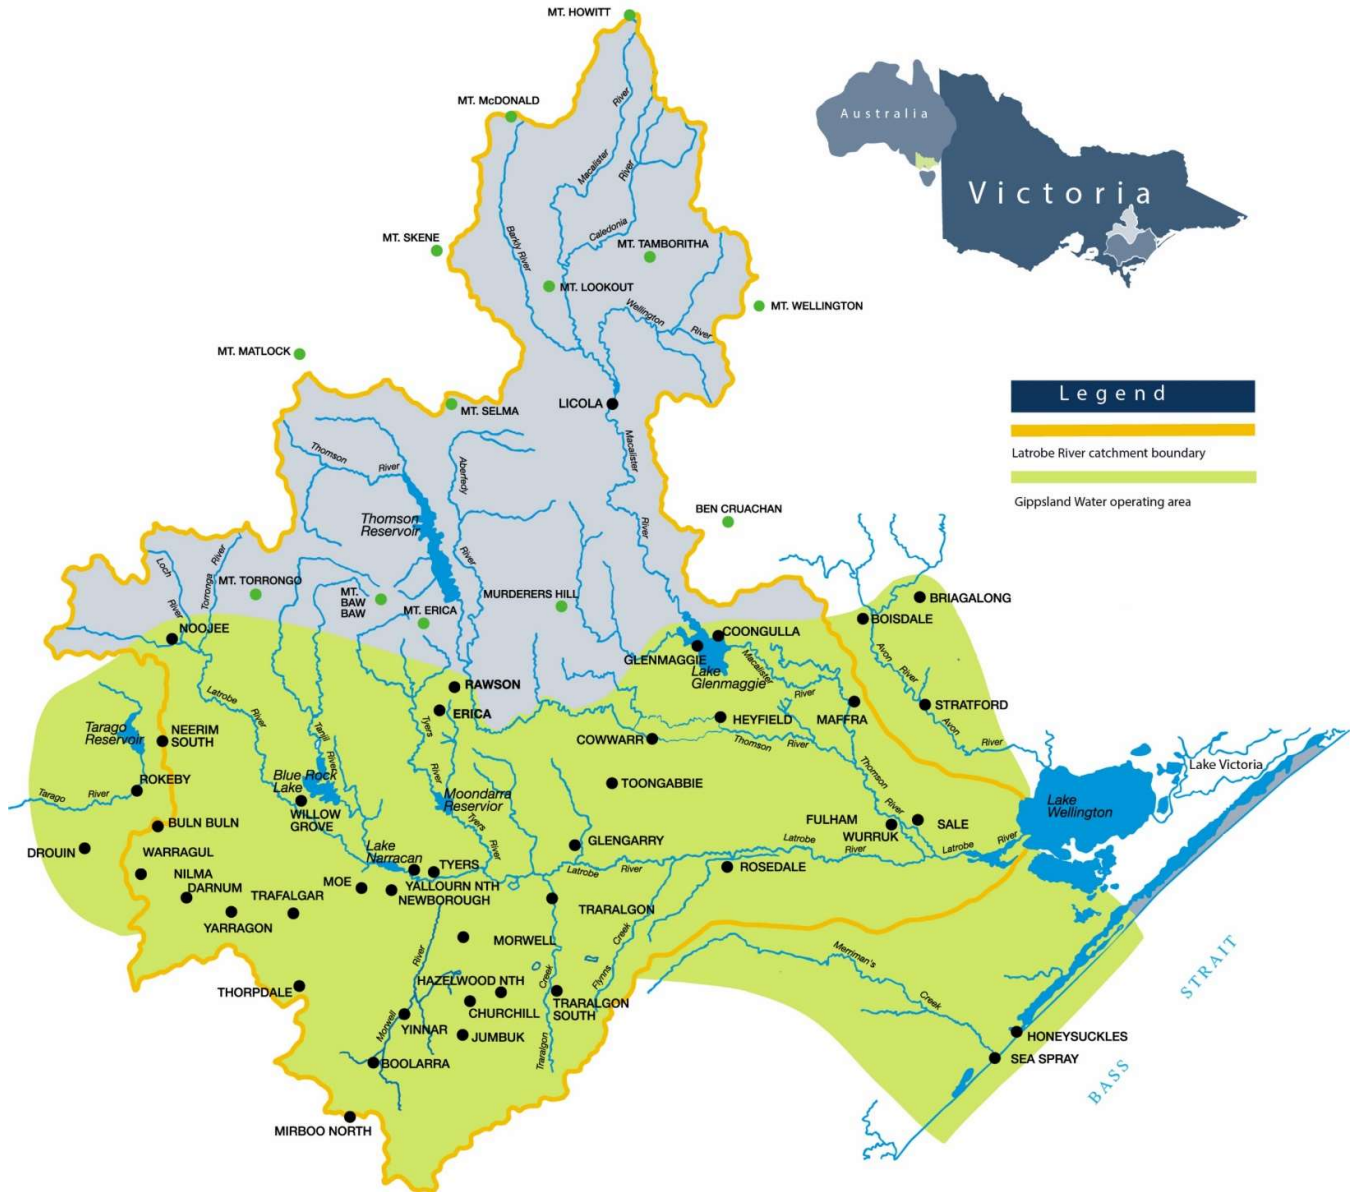 MT. HOWITT
MT. McDONALD
River
Macalister
River
Caledonia
Barkly River
MT. SKENE
MT. TAMBORITHA
MT. LOOKOUT
Wellington
River
MT. WELLINGTON
MT. MATLOCK
LICOLA
MT. SELMA
Macalister
River
Thomson
River
Aberfedy
River
Thomson
Reservoir
BEN CRUACHAN
Australia
Victoria
Legend
Latrobe River catchment boundary
Gippsland Water operating area
Loch
River
Torronga
River
MT. TORRONGO
MT.
BAW
BAW
MT. ERICA
MURDERERS HILL
BRIAGALONG
BOISDALE
NOOJEE
COONGULLA
GLENMAGGIE
Lake
Glenmaggie
Macalister
River
Avon
River
RAWSON
ERICA
Latrobe
River
Tanjil
River
Tyers
River
HEYFIELD
MAFFRA
STRATFORD
Avon
River
Tarago
Reservoir
NEERIM
SOUTH
COWWARR
Thomson
River
Thomson
River
Lake Victoria
ROKEBY
Tarago
River
Blue Rock
Lake
WILLOW
GROVE
Moondarra
Reservior
Tyers
River
TOONGABBIE
Lake
Wellington
BULN BULN
FULHAM
WURRUK
SALE
DROUIN
WARRAGUL
GLENGARRY
Latrobe
River
Latrobe
River
Lake
Narracan
TYERS
Latrobe
River
ROSEDALE
NILMA
DARNUM
TRAFALGAR
MOE
YALLOURN NTH
NEWBOROUGH
YARRAGON
TRARALGON
MORWELL
River
Morwell
Creek
Traralgon
Creek
Flynns
Merriman's
Creek
THORPDALE
HAZELWOOD NTH
CHURCHILL
TRARALGON
SOUTH
YINNAR
JUMBUK
BOOLARRA
HONEYSUCKLES
SEA SPRAY
MIRBOO NORTH
BASS
STRAIT